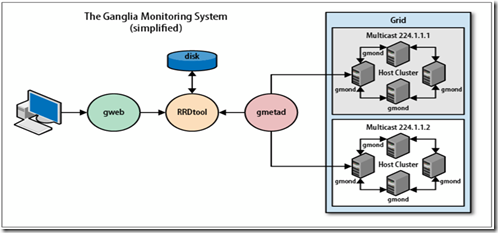 The Ganglia Monitoring System
(simplified)
disk
gweb
RRDtool
gmetad
Grid
Multicast 224.1.1.1
gmond
gmond
Host Cluster
gmond
gmond
Multicast 224.1.1.2
gmond
gmond
Host Cluster
gmond
gmond